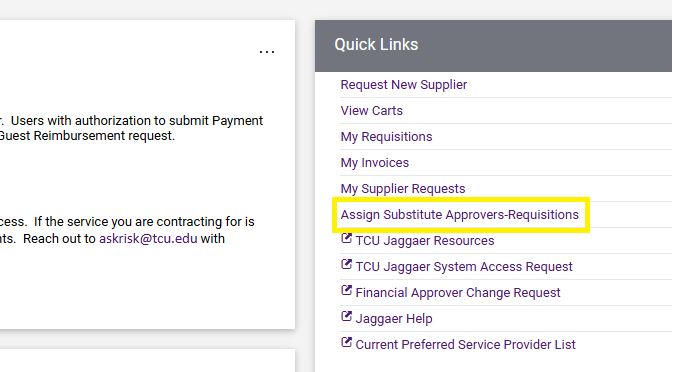 ...
r. Users with authorization to submit Payment
Guest Reimbursement request.
cess. If the service you are contracting for is
nts. Reach out to askrisk@tcu.edu with
Quick Links
Request New Supplier
View Carts
My Requisitions
My Invoices
My Supplier Requests
Assign Substitute Approvers-Requisitions
TCU Jaggaer Resources
TCU Jaggaer System Access Request
Financial Approver Change Request
Jaggaer Help
Current Preferred Service Provider List